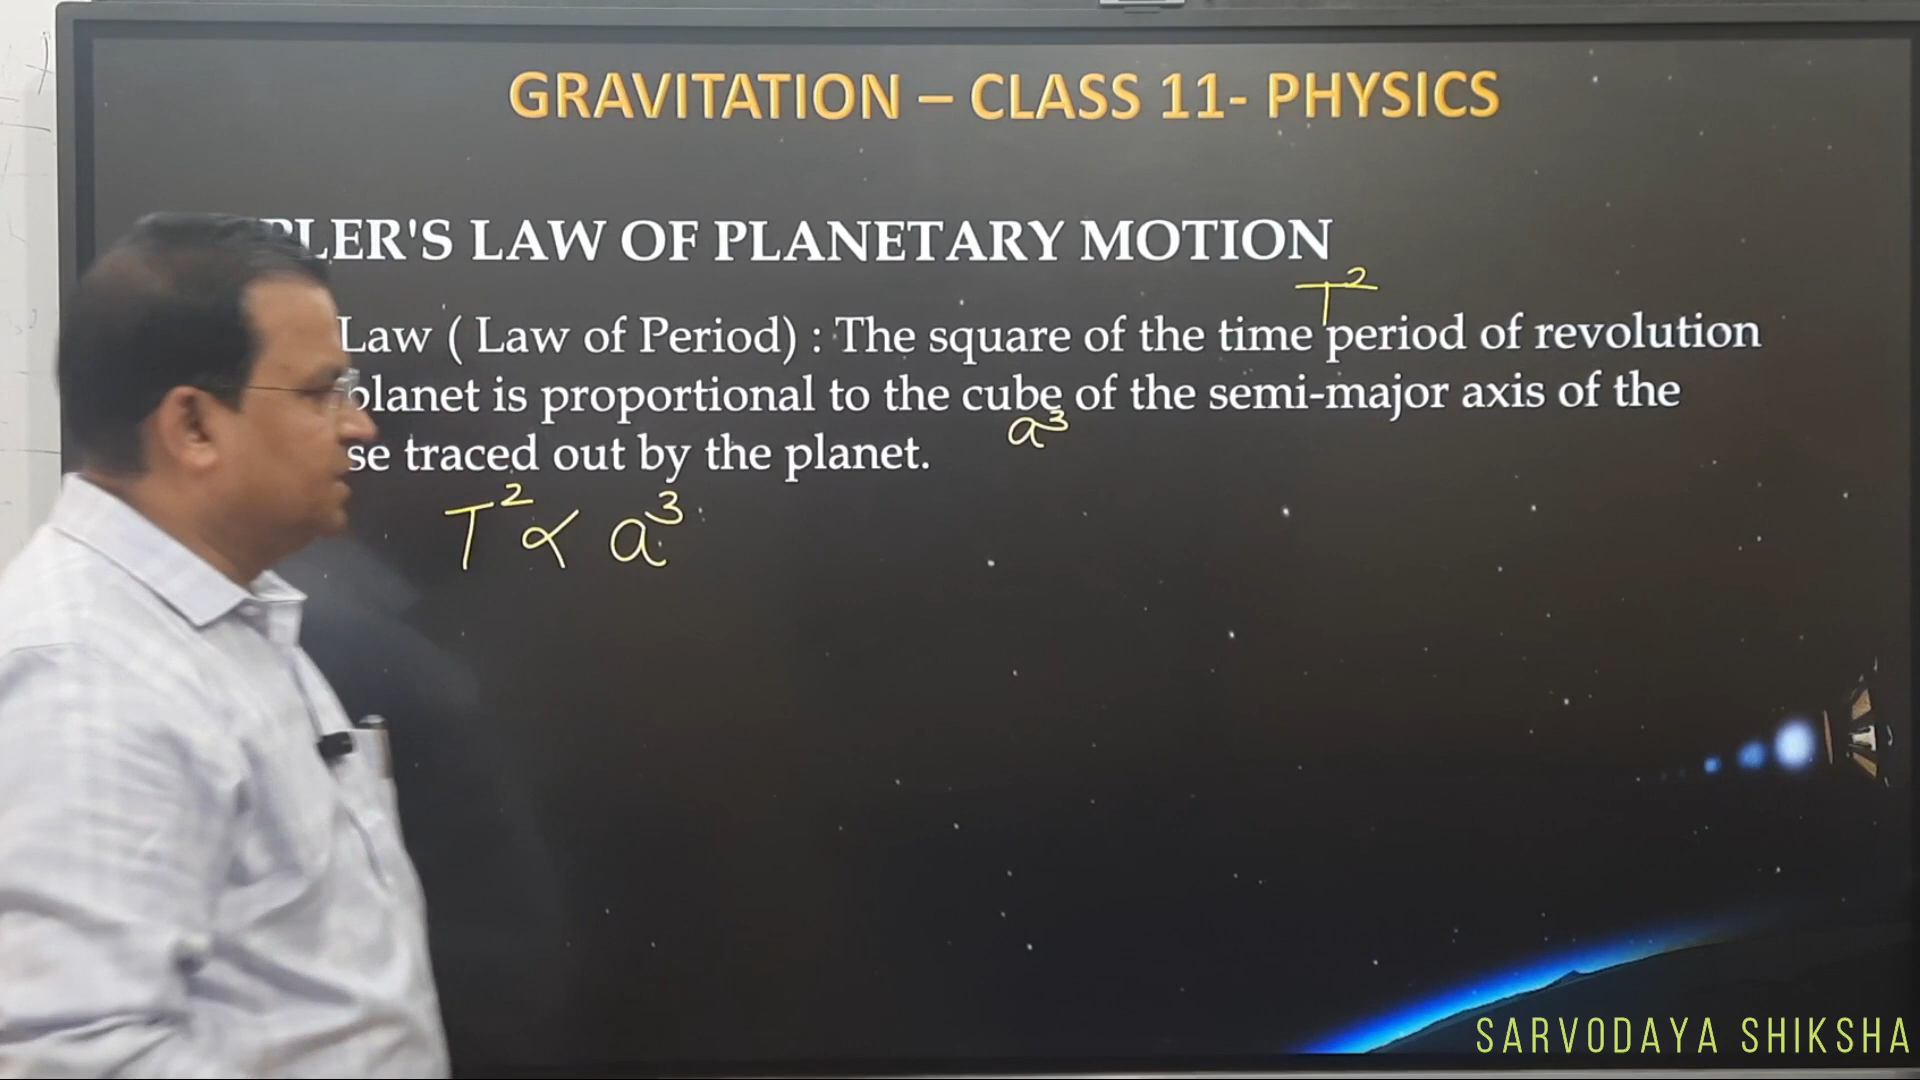 GRAVITATION – CLASS 11- PHYSICS
PLER'S LAW OF PLANETARY MOTION
T²
Law ( Law of Period) : The square of the time period of revolution
planet is proportional to the cube of the semi-major axis of the
a³
se traced out by the planet.
T² ∝ a³
SARVODAYA SHIKSHA